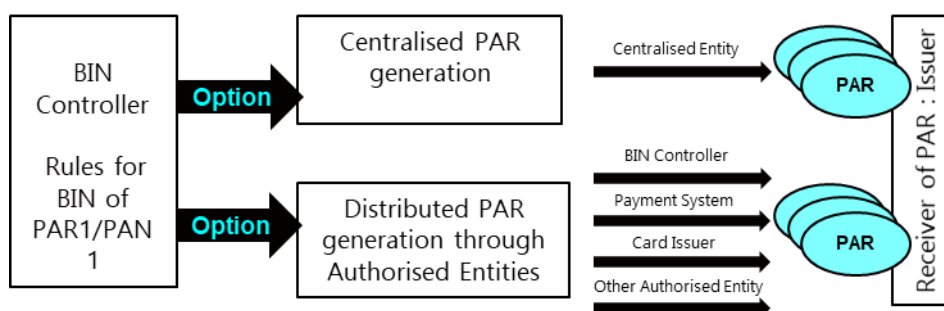 BIN
Controller
Rules for
BIN of
PAR1/PAN
1
Option
Option
Centralised PAR
generation
Distributed PAR
generation through
Authorised Entities
Centralised Entity
BIN Controller
Payment System
Card Issuer
Other Authorised Entity
PAR
PAR
Receiver of PAR : Issuer